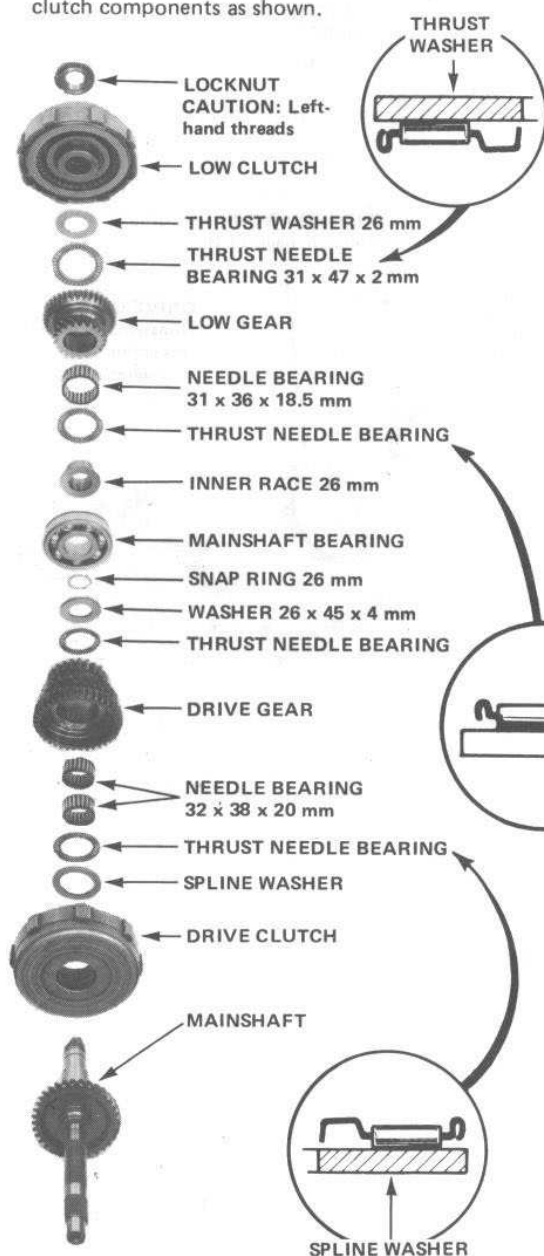 clutch components as shown.
THRUST
WASHER
LOCKNUT
CAUTION: Left-
hand threads
LOW CLUTCH
THRUST WASHER 26 mm
THRUST NEEDLE
BEARING 31 x 47 x 2 mm
LOW GEAR
NEEDLE BEARING
31 x 36 x 18.5 mm
THRUST NEEDLE BEARING
INNER RACE 26 mm
MAINSHAFT BEARING
SNAP RING 26 mm
WASHER 26 x 45 x 4 mm
THRUST NEEDLE BEARING
DRIVE GEAR
NEEDLE BEARING
32 x 38 x 20 mm
THRUST NEEDLE BEARING
SPLINE WASHER
DRIVE CLUTCH
MAINSHAFT
SPLINE WASHER